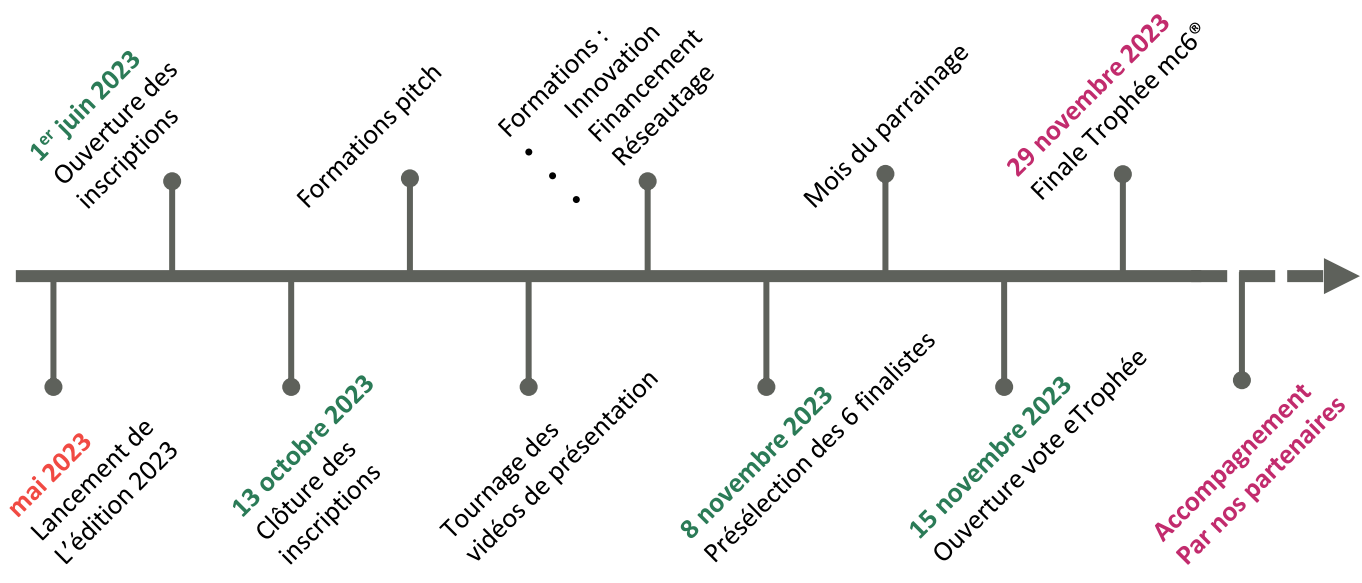 mai 2023
Lancement de
L'édition 2023
1er juin 2023
Ouverture des
inscriptions
13 octobre 2023
Clôture des
inscriptions
Formations pitch
Tournage des
vidéos de présentation
Formations :
• Innovation
• Financement
• Réseautage
8 novembre 2023
Présélection des 6 finalistes
Mois du parrainage
15 novembre 2023
Ouverture vote eTrophée
29 novembre 2023
Finale Trophée mc6®
Accompagnement
Par nos partenaires